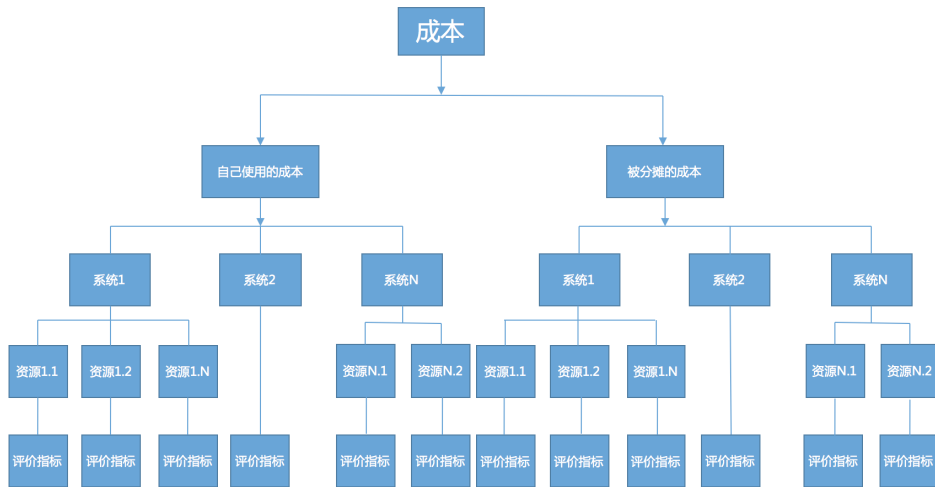 成本
自己使用的成本
被分摊的成本
系统1
系统2
系统N
系统1
系统2
系统N
资源1.1
资源1.2
资源1.N
资源N.1
资源N.2
资源1.1
资源1.2
资源1.N
资源N.1
资源N.2
评价指标
评价指标
评价指标
评价指标
评价指标
评价指标
评价指标
评价指标
评价指标
评价指标
评价指标
评价指标